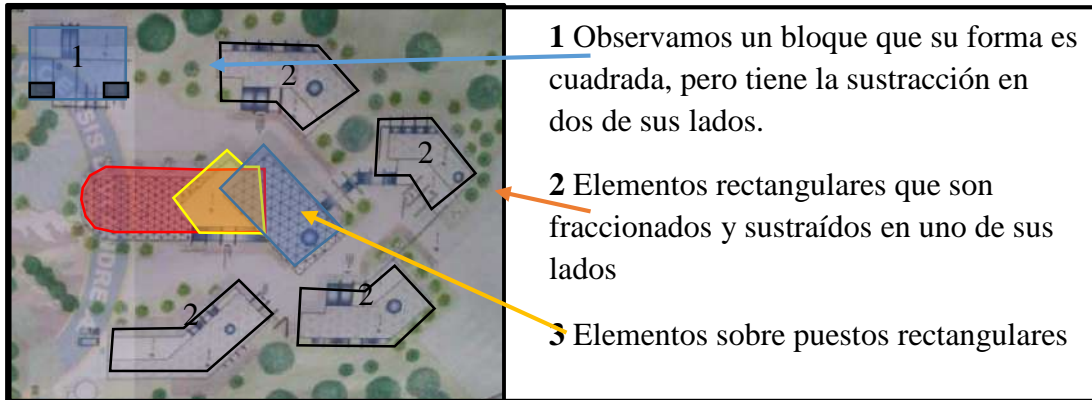 1
2
2
2
2
1 Observamos un bloque que su forma es
cuadrada, pero tiene la sustracción en
dos de sus lados.
2 Elementos rectangulares que son
fraccionados y sustraídos en uno de sus
lados
3 Elementos sobre puestos rectangulares